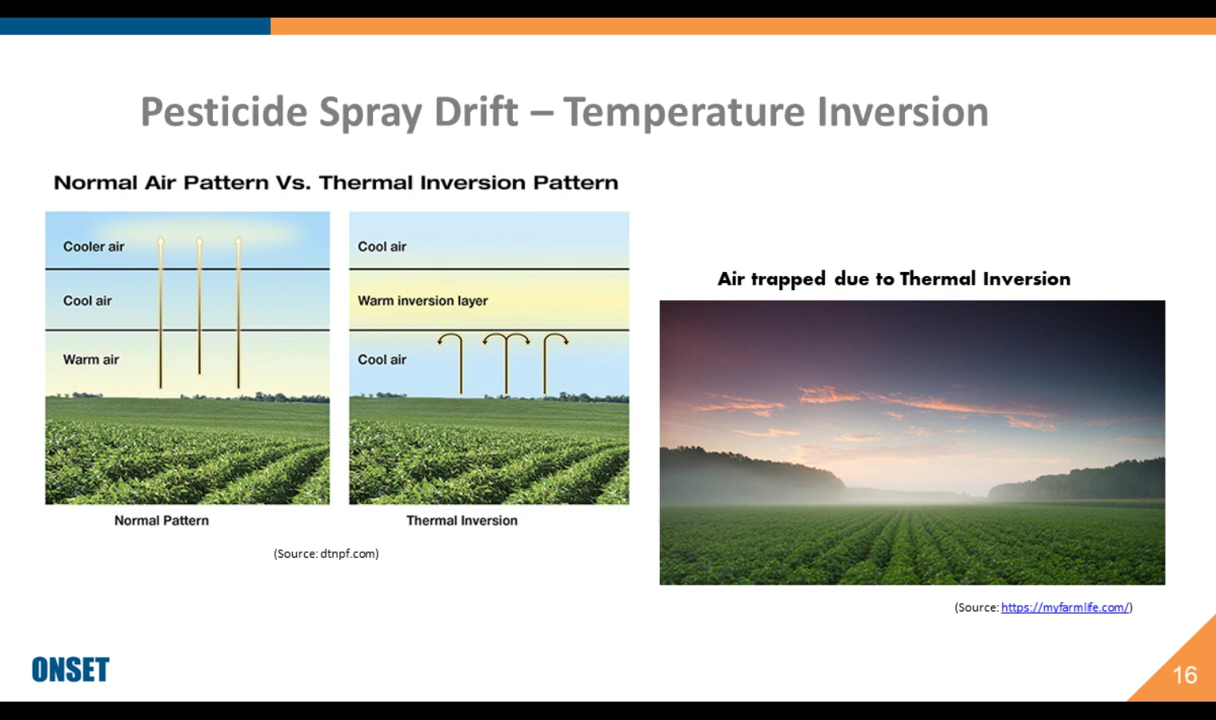 Pesticide Spray Drift – Temperature Inversion
Normal Air Pattern Vs. Thermal Inversion Pattern
Cooler air
Cool air
Warm air
Normal Pattern
Cool air
Warm inversion layer
Cool air
Thermal Inversion
(Source: dtnpf.com)
Air trapped due to Thermal Inversion
(Source: https://myfarmlife.com/)
ONSET
16